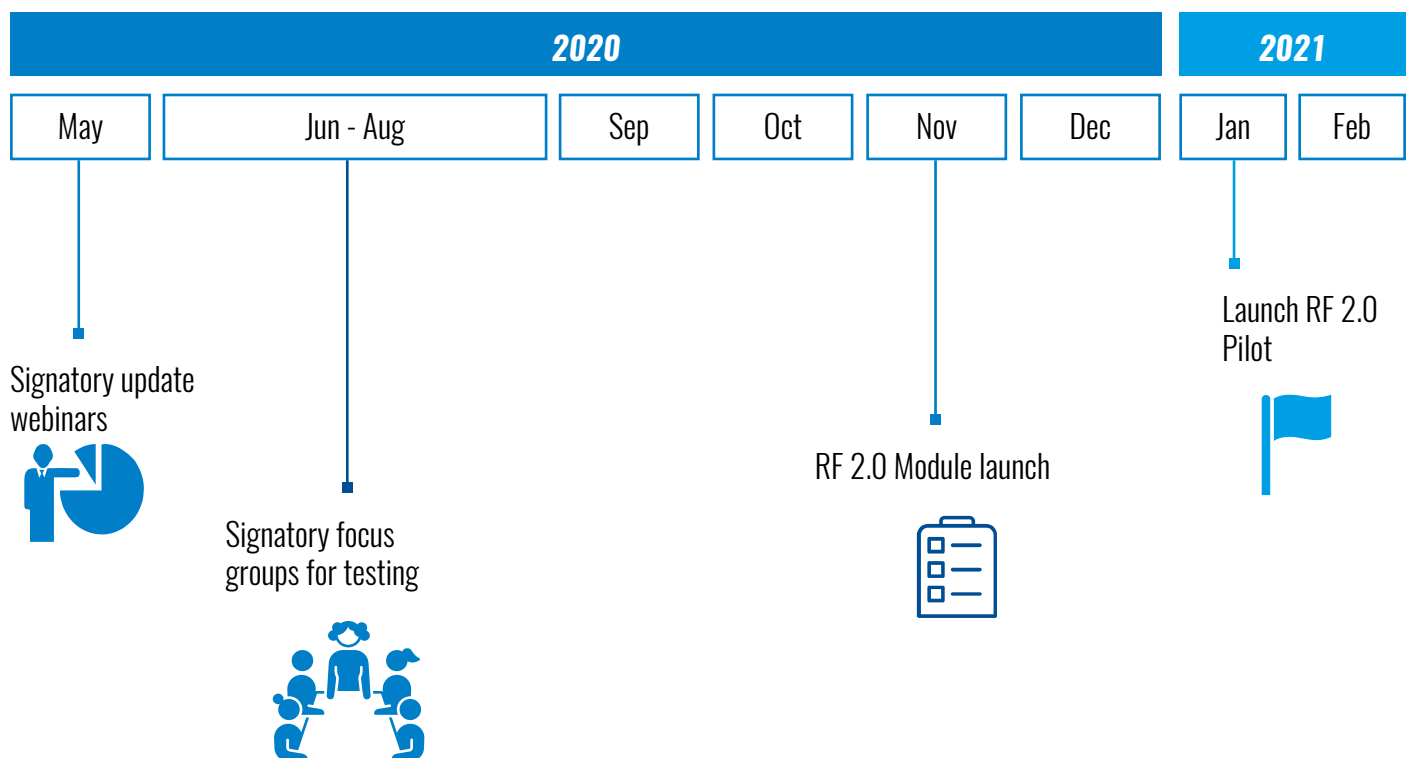 2020
2021
May
Jun - Aug
Sep
Oct
Nov
Dec
Jan
Feb
Launch RF 2.0
Pilot
Signatory update
webinars
RF 2.0 Module launch
Signatory focus
groups for testing